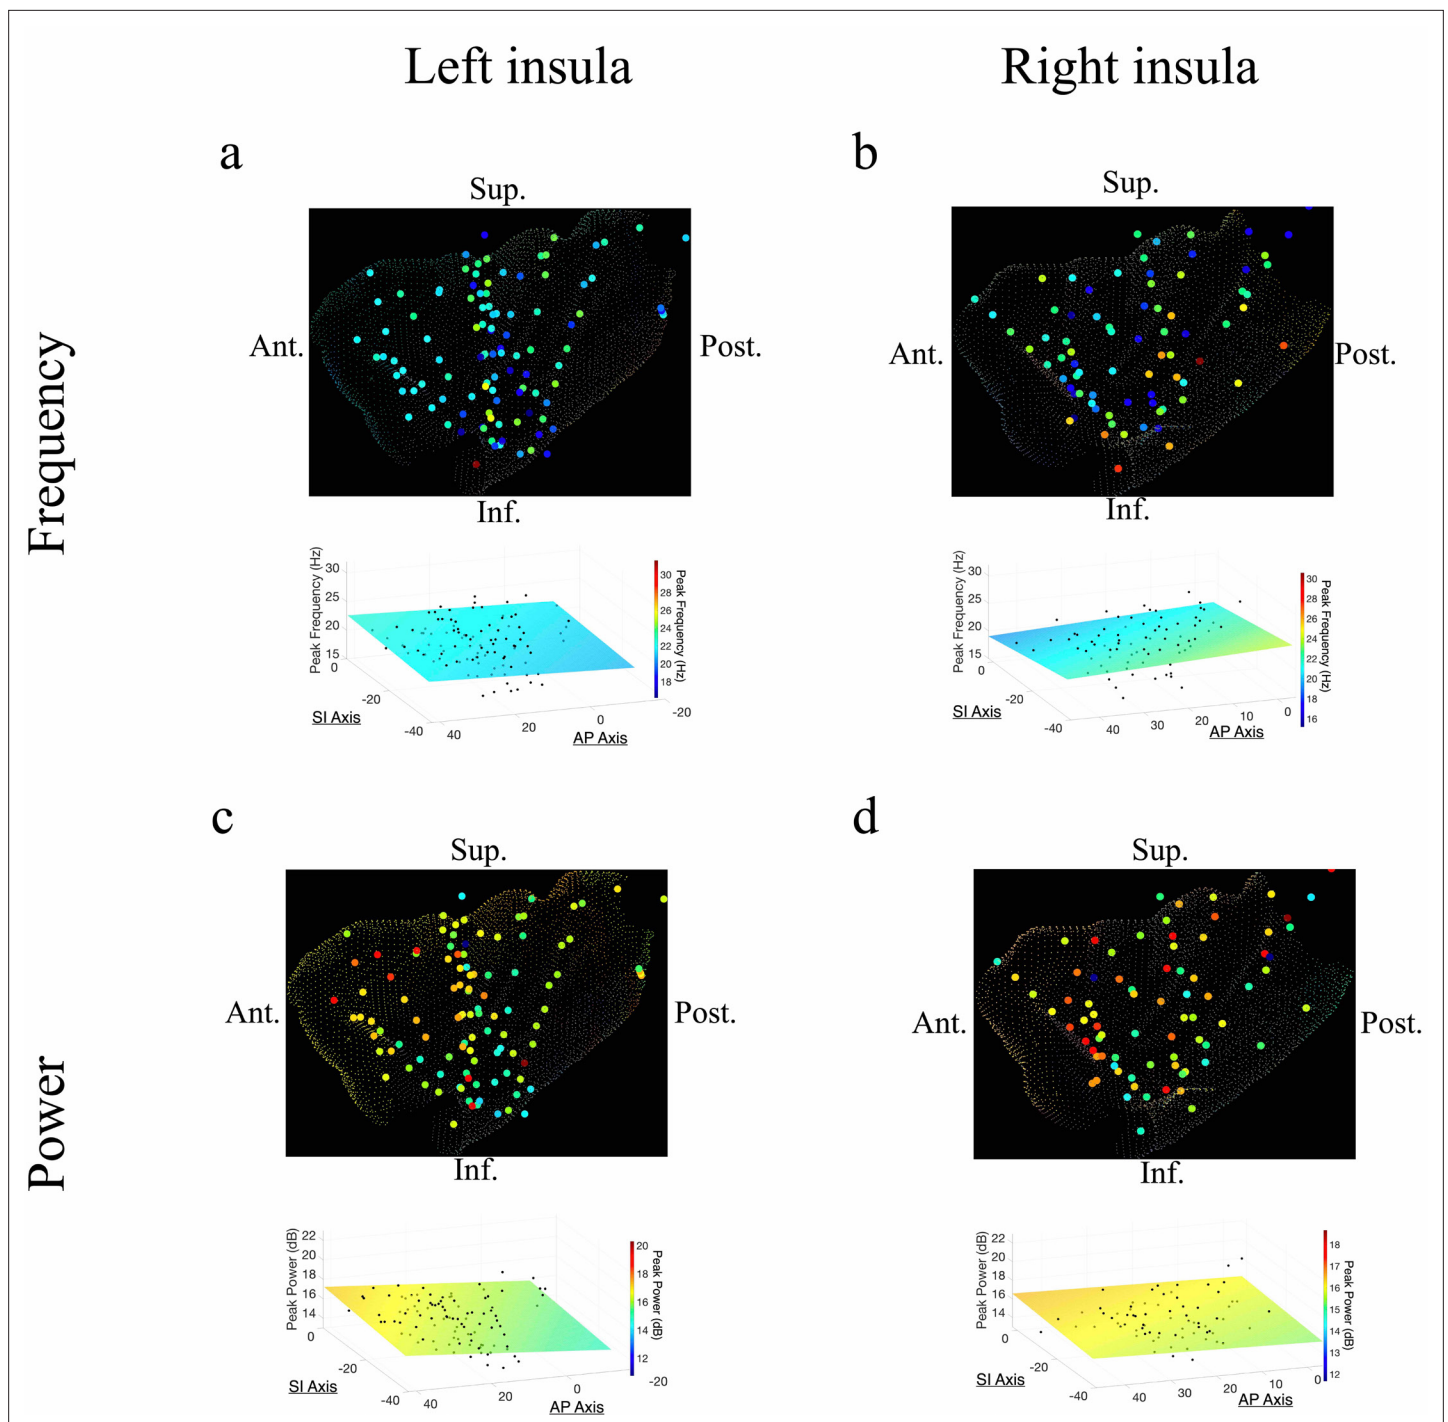 Left insula
Right insula
Frequency
a
Sup.
Ant.
Post.
Inf.
b
Sup.
Ant.
Post.
Inf.
Peak Frequency (Hz)
30
25
20
15
0
-20
-40
SI Axis
40
20
0
-20
AP Axis
30
28
26
24
22
20
18
Peak Frequency (Hz)
Peak Frequency (Hz)
30
25
20
15
0
-20
-40
SI Axis
40
30
20
10
0
AP Axis
30
28
26
24
22
20
18
16
Peak Frequency (Hz)
Power
c
Sup.
Ant.
Post.
Inf.
d
Sup.
Ant.
Post.
Inf.
Peak Power (dB)
22
20
18
16
14
0
-20
-40
SI Axis
40
20
0
-20
AP Axis
20
18
16
14
12
Peak Power (dB)
Peak Power (dB)
22
20
18
16
14
0
-20
-40
SI Axis
40
30
20
10
0
AP Axis
18
17
16
15
14
13
12
Peak Power (dB)